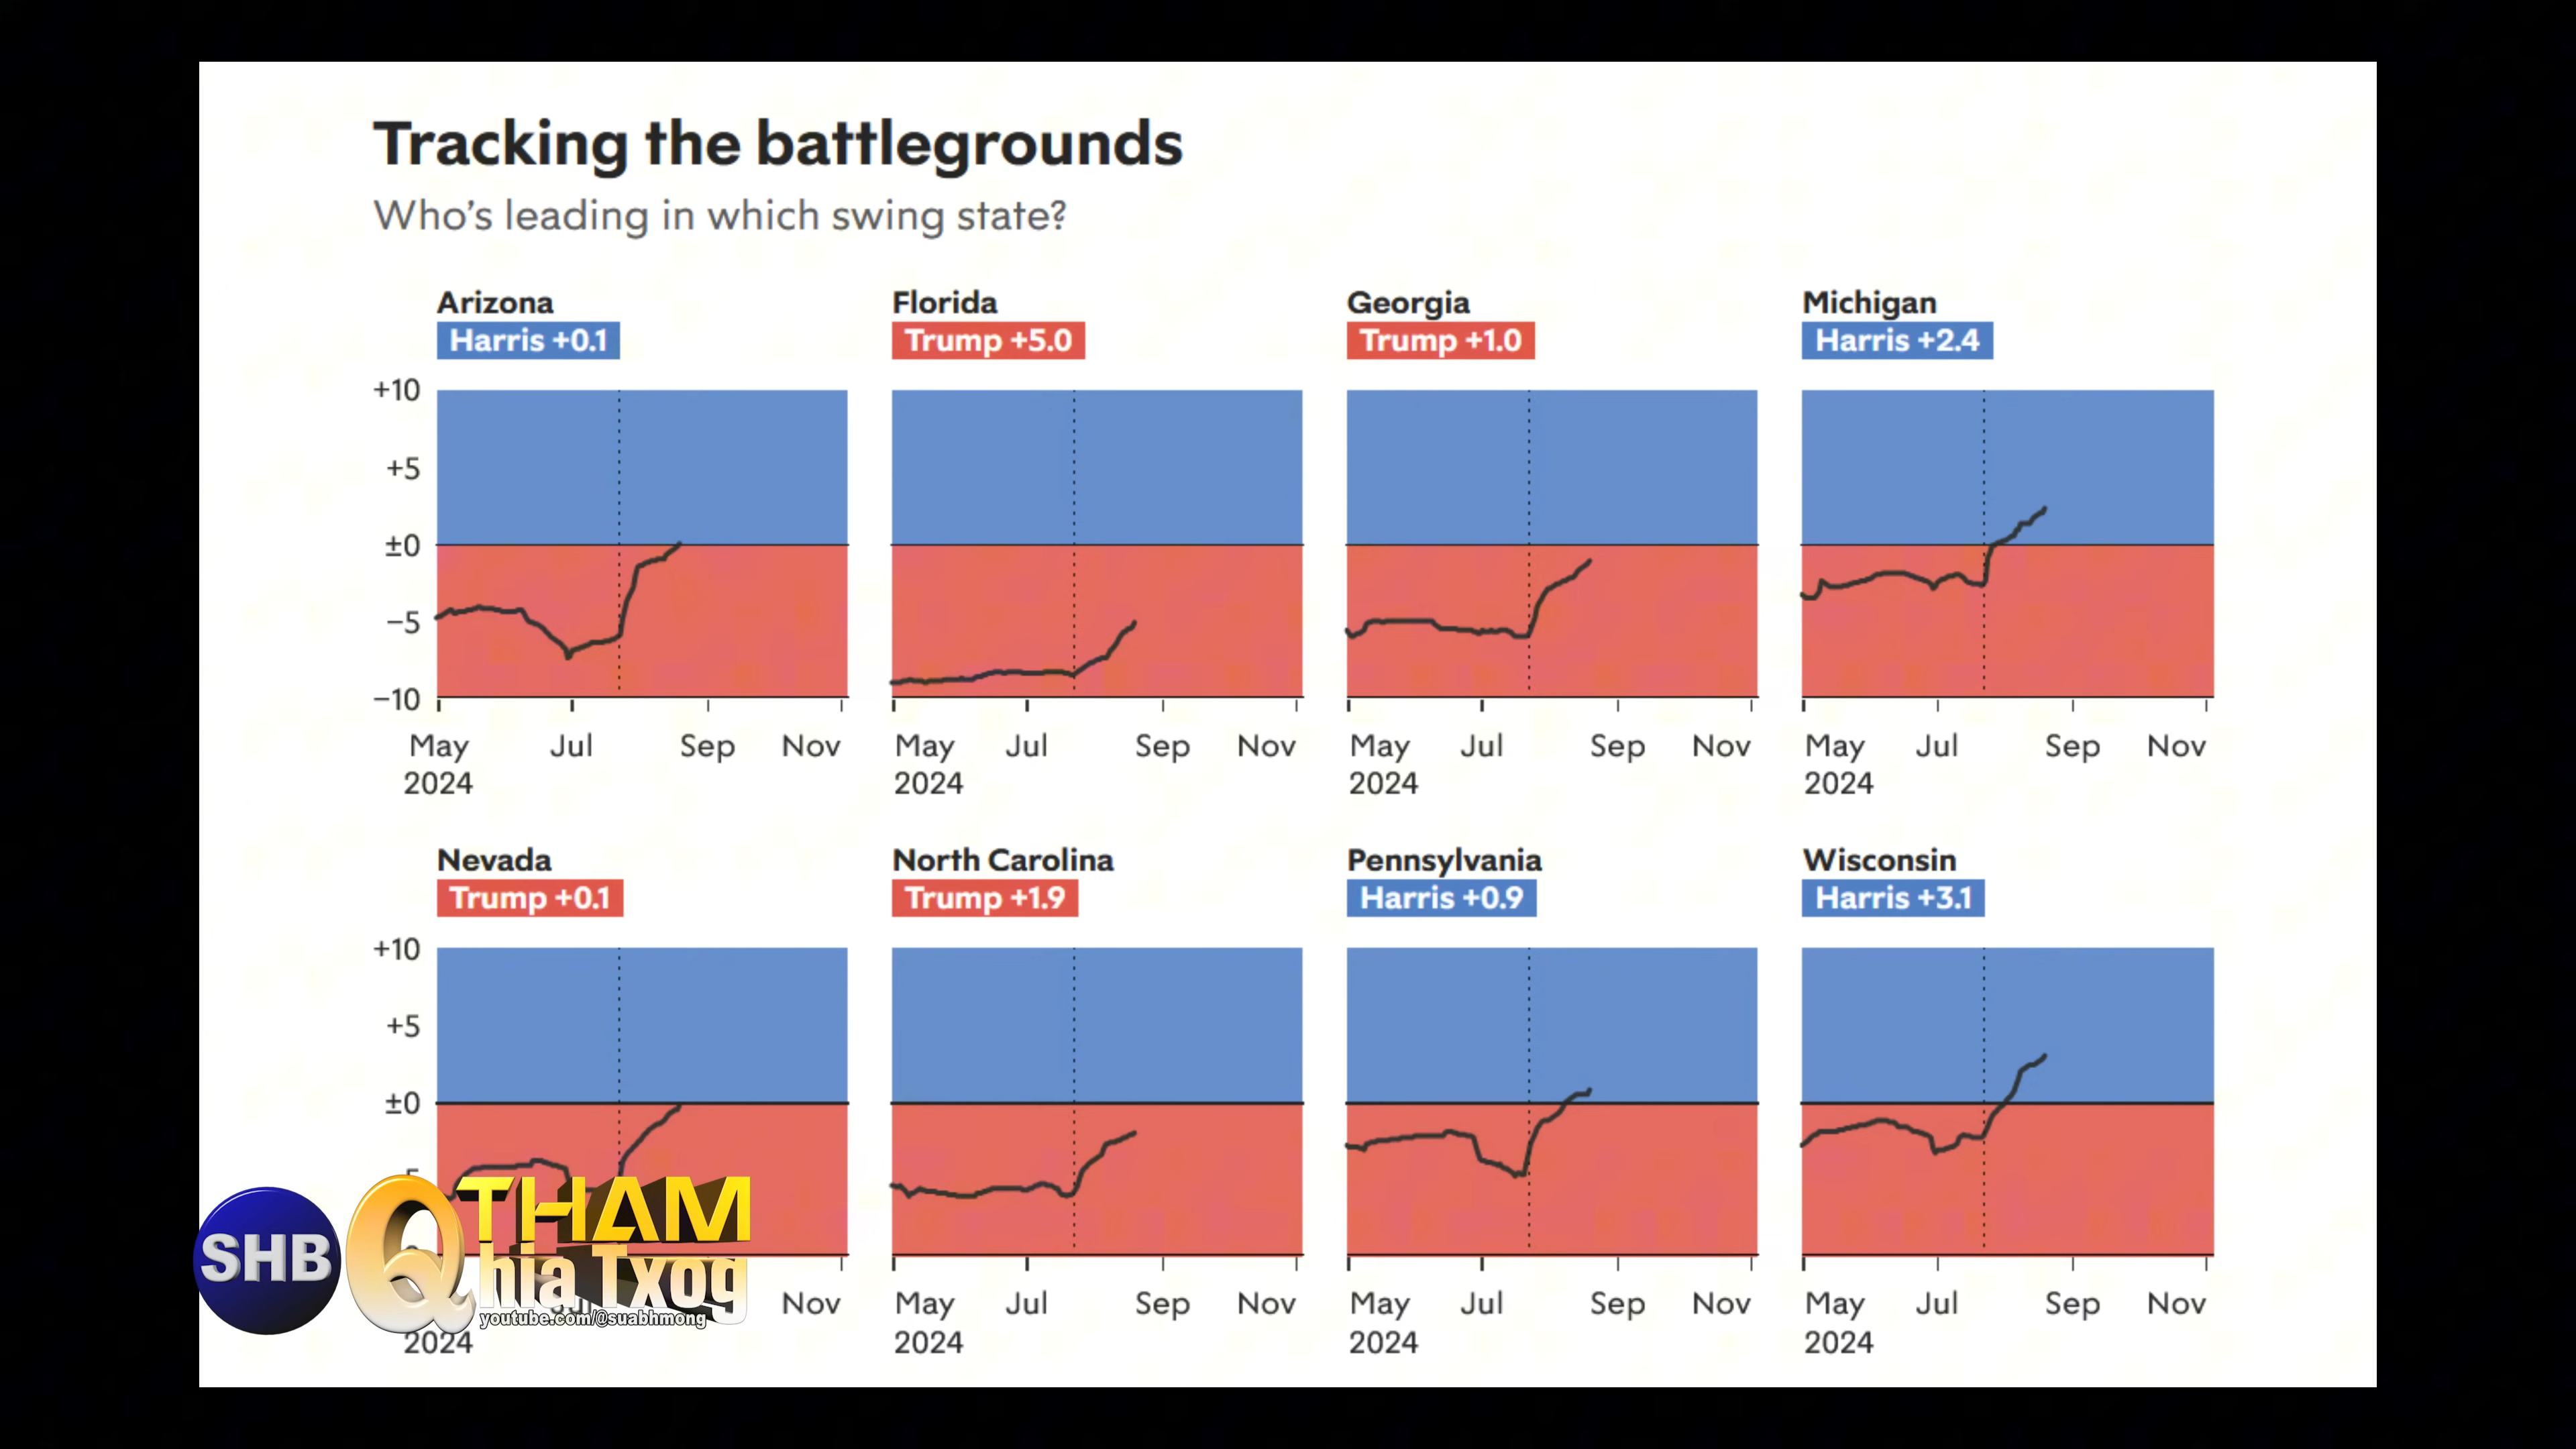 Tracking the battlegrounds
Who's leading in which swing state?
Arizona
Harris +0.1
Florida
Trump +5.0
Georgia
Trump +1.0
Michigan
Harris +2.4
+10
+5
±0
−5
−10
May Jul Sep Nov
2024
May Jul Sep Nov
2024
May Jul Sep Nov
2024
May Jul Sep Nov
2024
Nevada
Trump +0.1
North Carolina
Trump +1.9
Pennsylvania
Harris +0.9
Wisconsin
Harris +3.1
+10
+5
±0
Nov
2024
May Jul Sep Nov
2024
May Jul Sep Nov
2024
May Jul Sep Nov
2024
SHB
QTHAM
Qhia Txog
youtube.com/@suabhmong